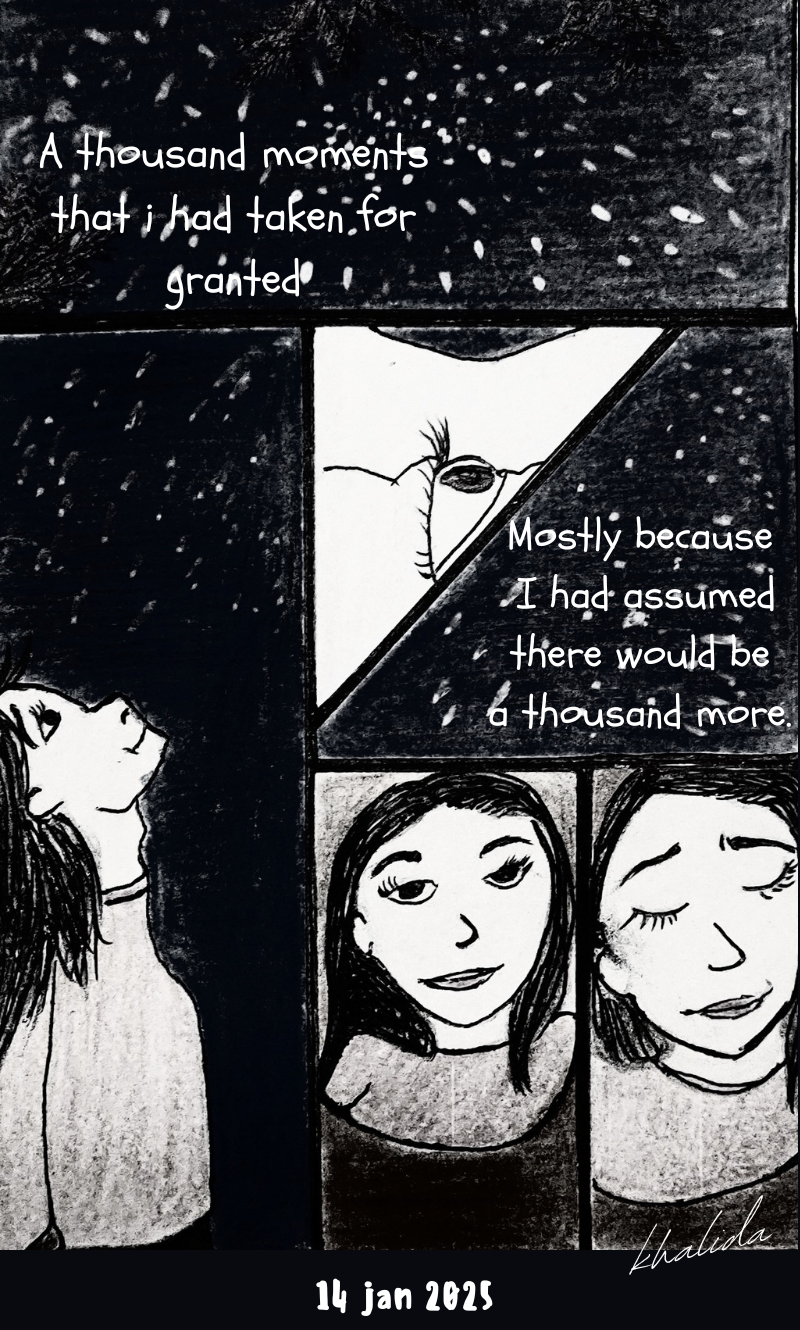 A thousand moments
that i had taken for
granted
Mostly because
I had assumed
there would be
a thousand more.
khalida
14 jan 2025